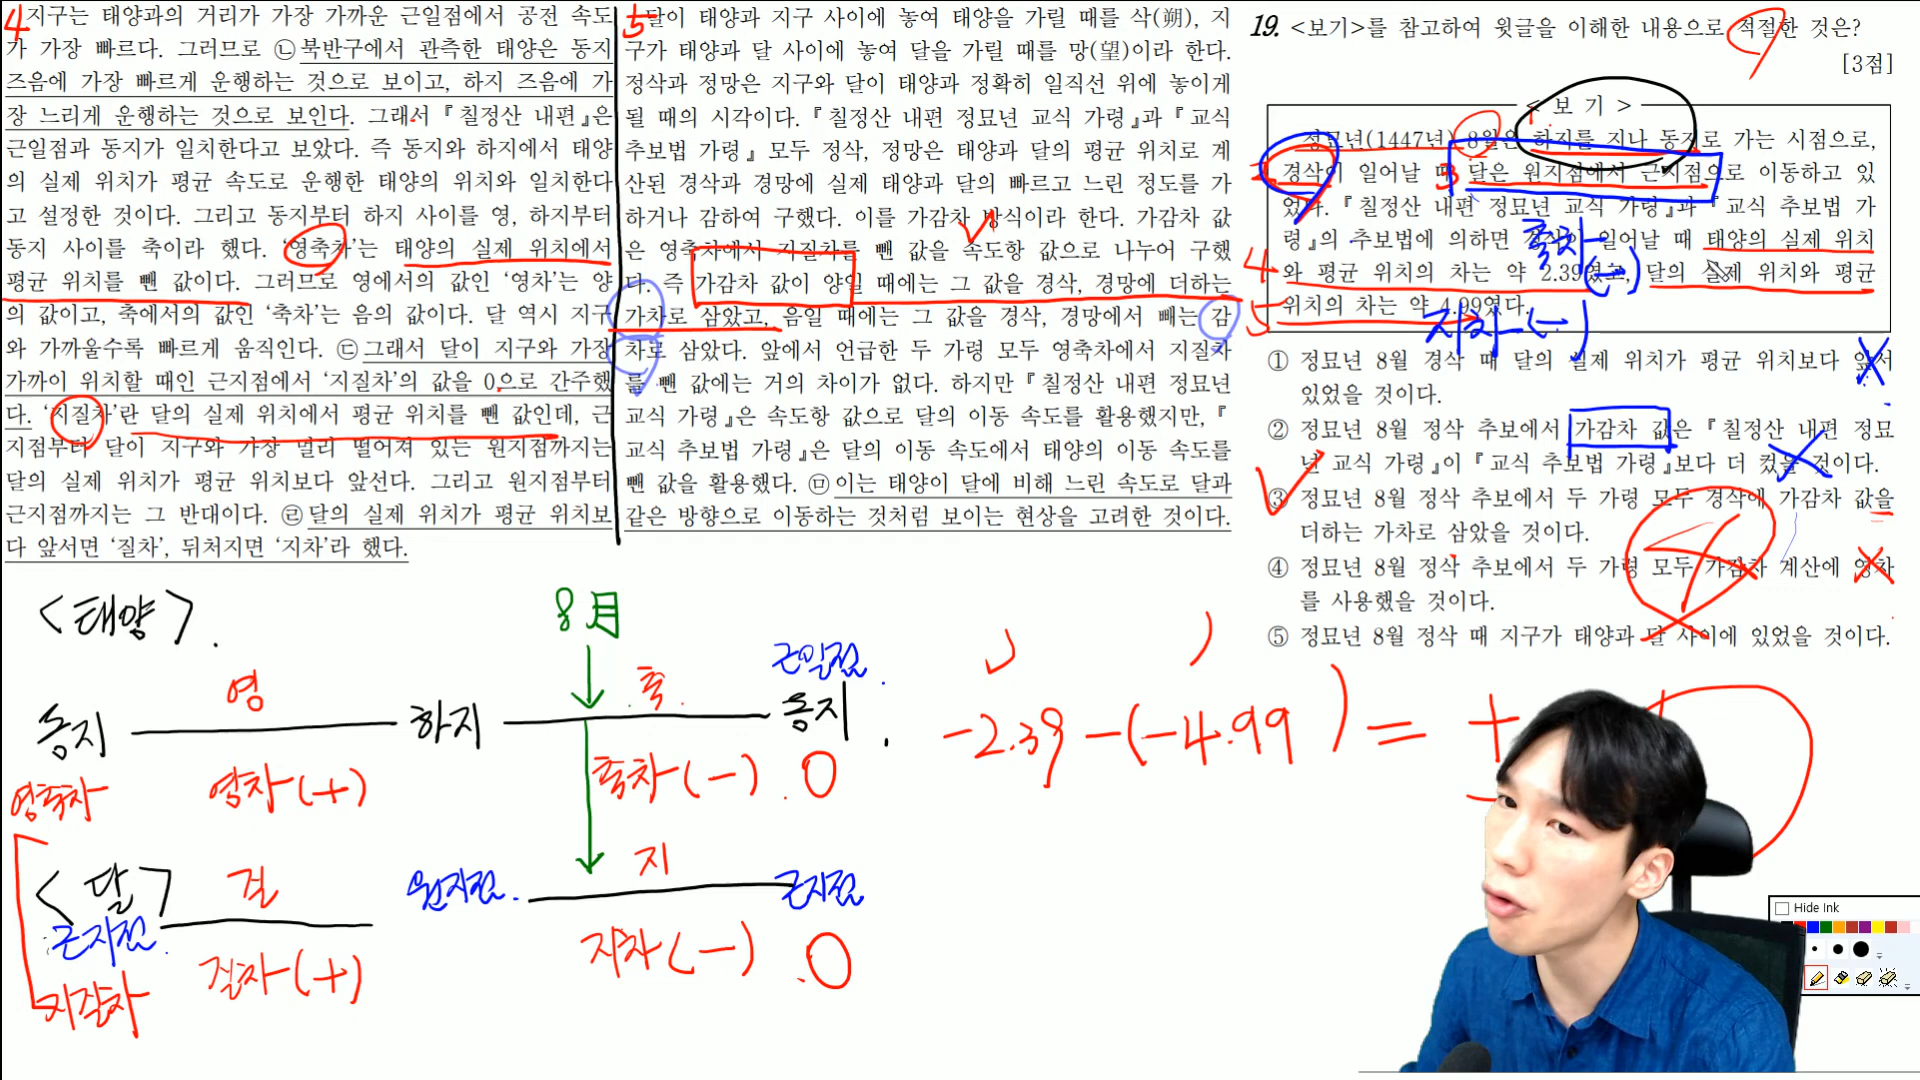 4 지구는 태양과의 거리가 가장 가까운 근일점에서 공전 속도
가 가장 빠르다. 그러므로 ㉡북반구에서 관측한 태양은 동지
즈음에 가장 빠르게 운행하는 것으로 보이고, 하지 즈음에 가
장 느리게 운행하는 것으로 보인다. 그래서 『칠정산 내편』은
근일점과 동지가 일치한다고 보았다. 즉 동지와 하지에서 태양
의 실제 위치가 평균 속도로 운행한 태양의 위치와 일치한다
고 설정한 것이다. 그리고 동지부터 하지 사이를 영, 하지부터
동지 사이를 축이라 했다. ‘영축차’는 태양의 실제 위치에서
평균 위치를 뺀 값이다. 그러므로 영에서의 값인 ‘영차’는 양
의 값이고, 축에서의 값인 ‘축차’는 음의 값이다. 달 역시 지구
와 가까울수록 빠르게 움직인다. ㉢그래서 달이 지구와 가장
가까이 위치할 때인 근지점에서 ‘지질차’의 값을 0으로 간주했
다. ‘지질차’란 달의 실제 위치에서 평균 위치를 뺀 값인데, 근
지점부터 달이 지구와 가장 멀리 떨어져 있는 원지점까지는
달의 실제 위치가 평균 위치보다 앞선다. 그리고 원지점부터
근지점까지는 그 반대이다. ㉣달의 실제 위치가 평균 위치보
다 앞서면 ‘질차’, 뒤처지면 ‘지차’라 했다.
5 달이 태양과 지구 사이에 놓여 태양을 가릴 때를 삭(朔), 지
구가 태양과 달 사이에 놓여 달을 가릴 때를 망(望)이라 한다.
정삭과 정망은 지구와 달이 태양과 정확히 일직선 위에 놓이게
될 때의 시각이다. 『칠정산 내편 정묘년 교식 가령』과 『교식
추보법 가령』 모두 정삭, 정망은 태양과 달의 평균 위치로 계
산된 경삭과 경망에 실제 태양과 달의 빠르고 느린 정도를 가
하거나 감하여 구했다. 이를 가감차 방식이라 한다. 가감차 값
은 영축차에서 지질차를 뺀 값을 속도항 값으로 나누어 구했
다. 즉 가감차 값이 양일 때에는 그 값을 경삭, 경망에 더하는
가차로 삼았고, 음일 때에는 그 값을 경삭, 경망에서 빼는 감
차로 삼았다. 앞에서 언급한 두 가령 모두 영축차에서 지질차
를 뺀 값에는 거의 차이가 없다. 하지만 『칠정산 내편 정묘년
교식 가령』은 속도항 값으로 달의 이동 속도를 활용했지만, 『
교식 추보법 가령』은 달의 이동 속도에서 태양의 이동 속도를
뺀 값을 활용했다. ㉤이는 태양이 달에 비해 느린 속도로 달과
같은 방향으로 이동하는 것처럼 보이는 현상을 고려한 것이다.
19. <보기>를 참고하여 윗글을 이해한 내용으로 적절한 것은?
[3점]
< 보 기 >
정묘년(1447년) 8월은 하지를 지나 동지로 가는 시점으로,
경삭이 일어날 때 달은 원지점에서 근지점으로 이동하고 있
었다. 『칠정산 내편 정묘년 교식 가령』과 『교식 추보법 가
령』의 추보법에 의하면 경삭이 일어날 때 태양의 실제 위치
와 평균 위치의 차는 약 2.39였고, 달의 실제 위치와 평균
위치의 차는 약 4.99였다.
축차 (-)
지차 - (-)
3
4
5
① 정묘년 8월 경삭 때 달의 실제 위치가 평균 위치보다 앞서
있었을 것이다.
② 정묘년 8월 정삭 추보에서 가감차 값은 『칠정산 내편 정묘
년 교식 가령』이 『교식 추보법 가령』보다 더 컸을 것이다.
③ 정묘년 8월 정삭 추보에서 두 가령 모두 경삭에 가감차 값을
더하는 가차로 삼았을 것이다.
④ 정묘년 8월 정삭 추보에서 두 가령 모두 가감차 계산에 영차
를 사용했을 것이다.
⑤ 정묘년 8월 정삭 때 지구가 태양과 달 사이에 있었을 것이다.
<태양>
8月
동지 영 하지 축 근일점 동지
영축차 영차(+) 축차(-) 0
-2.39-(-4.99)= +
<달>
근지점 질 원지점 지 근지점
지질차 질차(+) 지차(-) 0
Hide Ink